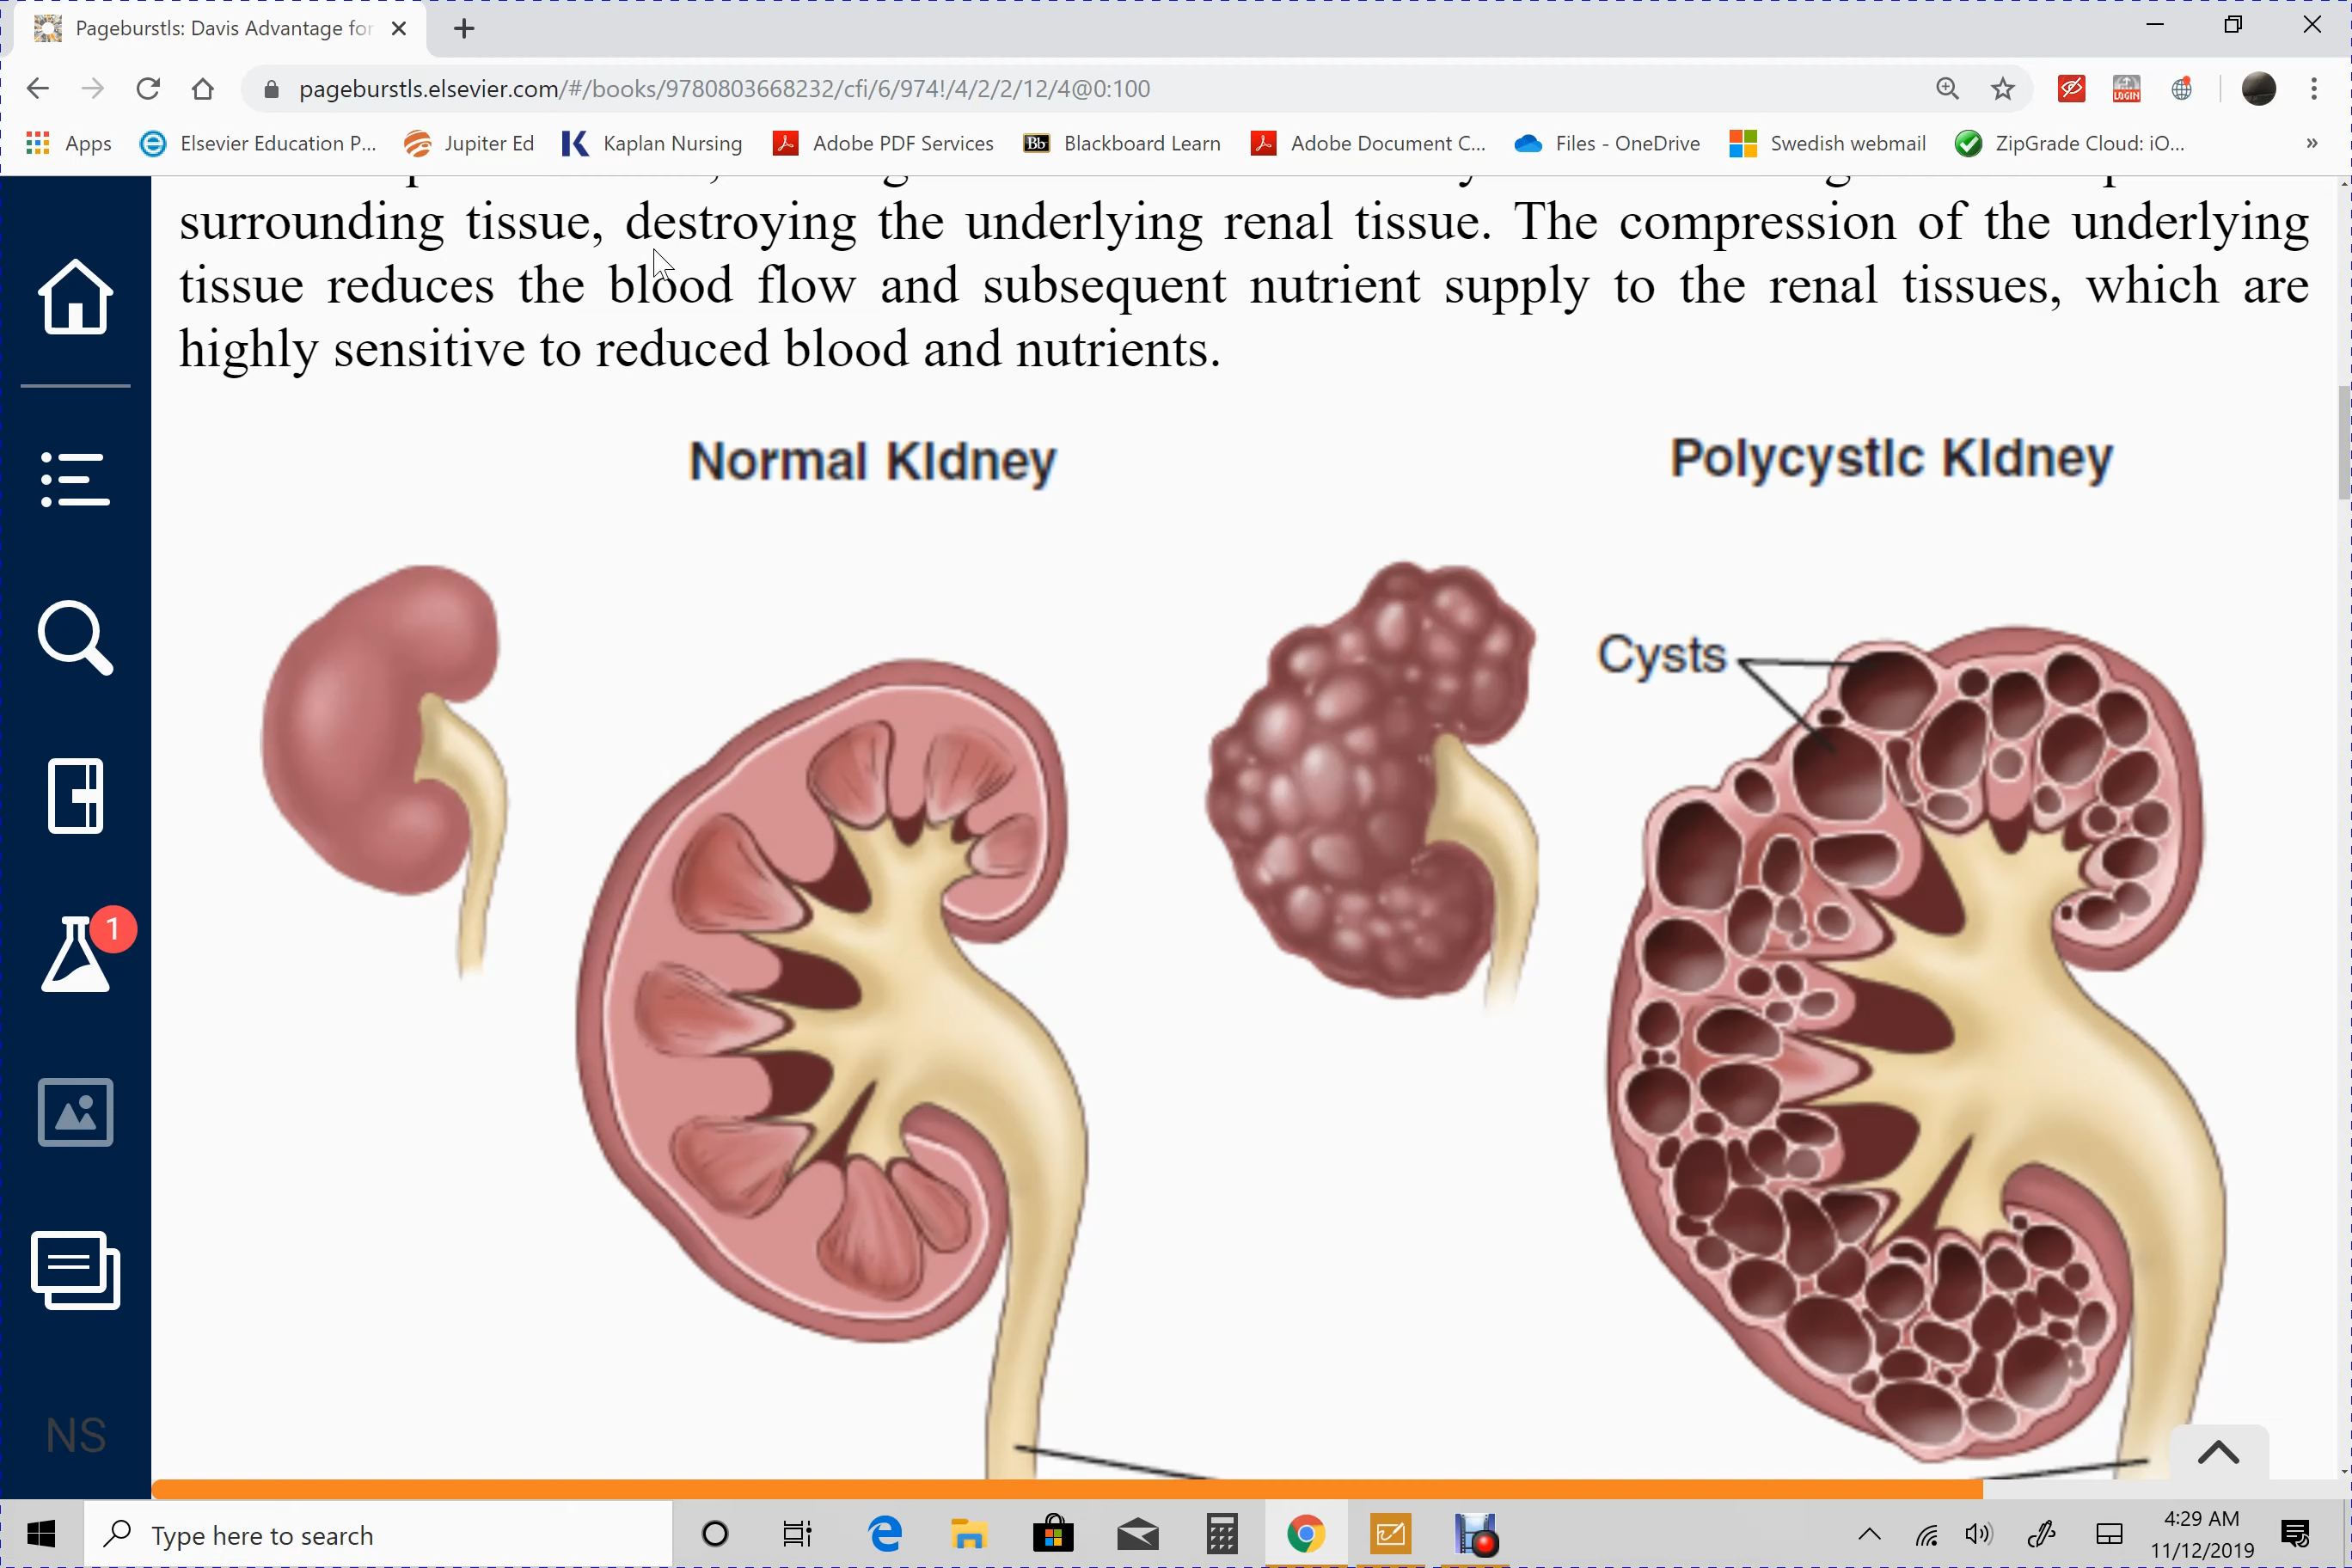 Pageburstls: Davis Advantage for
pageburstls.elsevier.com/#/books/9780803668232/cfi/6/974!/4/2/2/12/4@0:100
LOGIN
Apps
Elsevier Education P...
Jupiter Ed
Kaplan Nursing
Adobe PDF Services
Bb
Blackboard Learn
Adobe Document C...
Files - OneDrive
Swedish webmail
ZipGrade Cloud: iO...
»
surrounding tissue, destroying the underlying renal tissue. The compression of the underlying
tissue reduces the blood flow and subsequent nutrient supply to the renal tissues, which are
highly sensitive to reduced blood and nutrients.
Normal Kidney
Polycystic Kidney
Cysts
1
NS
Type here to search
4:29 AM
11/12/2019